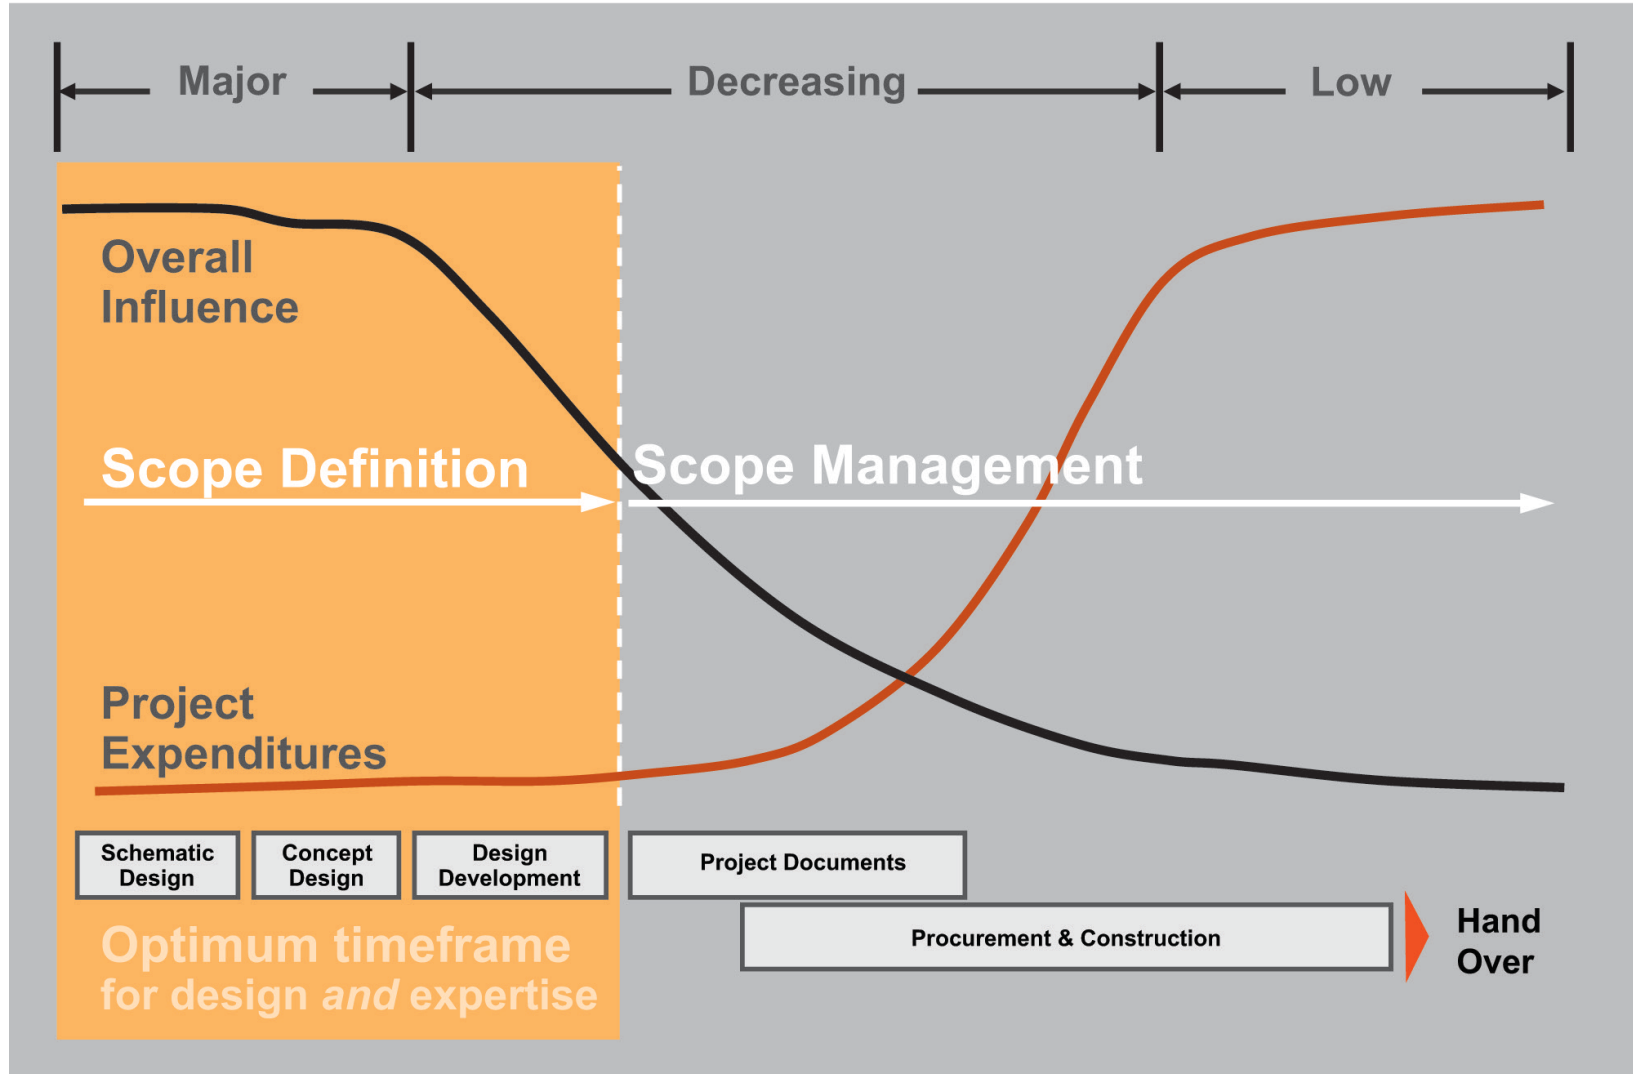 Major
Decreasing
Low
Overall
Influence
Scope Definition
Scope Management
Project
Expenditures
Schematic
Design
Concept
Design
Design
Development
Project Documents
Procurement & Construction
Hand
Over
Optimum timeframe
for design and expertise